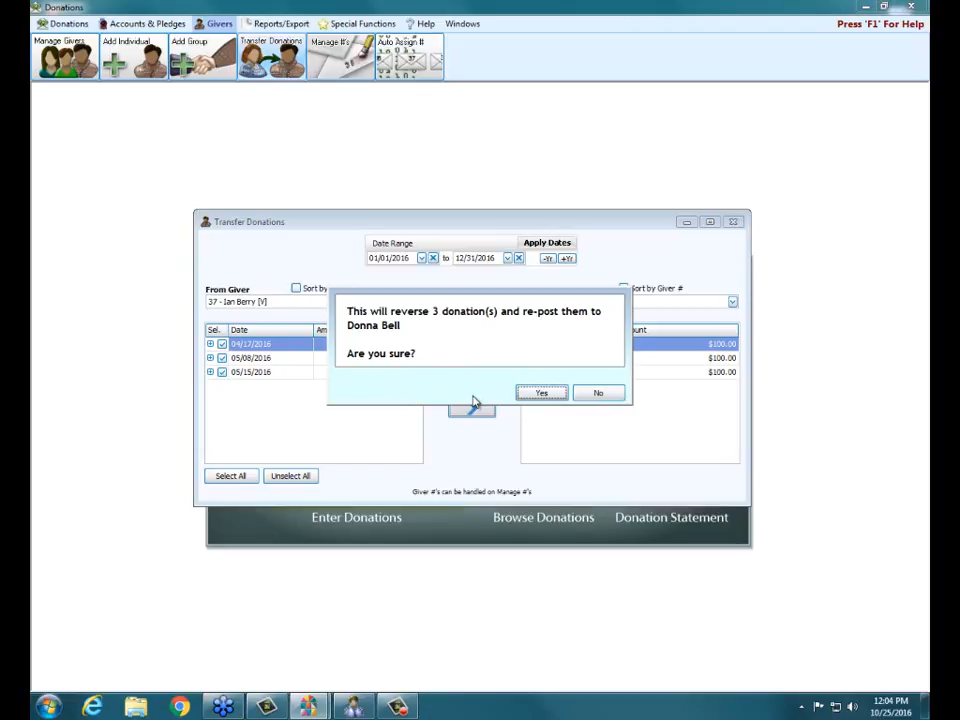 Donations
Donations Accounts & Pledges Givers Reports/Export Special Functions Help Windows Press 'F1' For Help
Manage Givers Add Individual Add Group Transfer Donations Manage #'s Auto Assign #
37
Transfer Donations
Date Range Apply Dates
01/01/2016 to 12/31/2016 -Yr +Yr
From Giver Sort by Sort by Giver #
37 - Ian Berry [V]
This will reverse 3 donation(s) and re-post them to
Donna Bell
Are you sure?
Yes No
Sel. Date
04/17/2016 $100.00
05/08/2016 $100.00
05/15/2016 $100.00
Select All Unselect All
Giver #'s can be handled on Manage #'s
Enter Donations Browse Donations Donation Statement
12:04 PM
10/25/2016